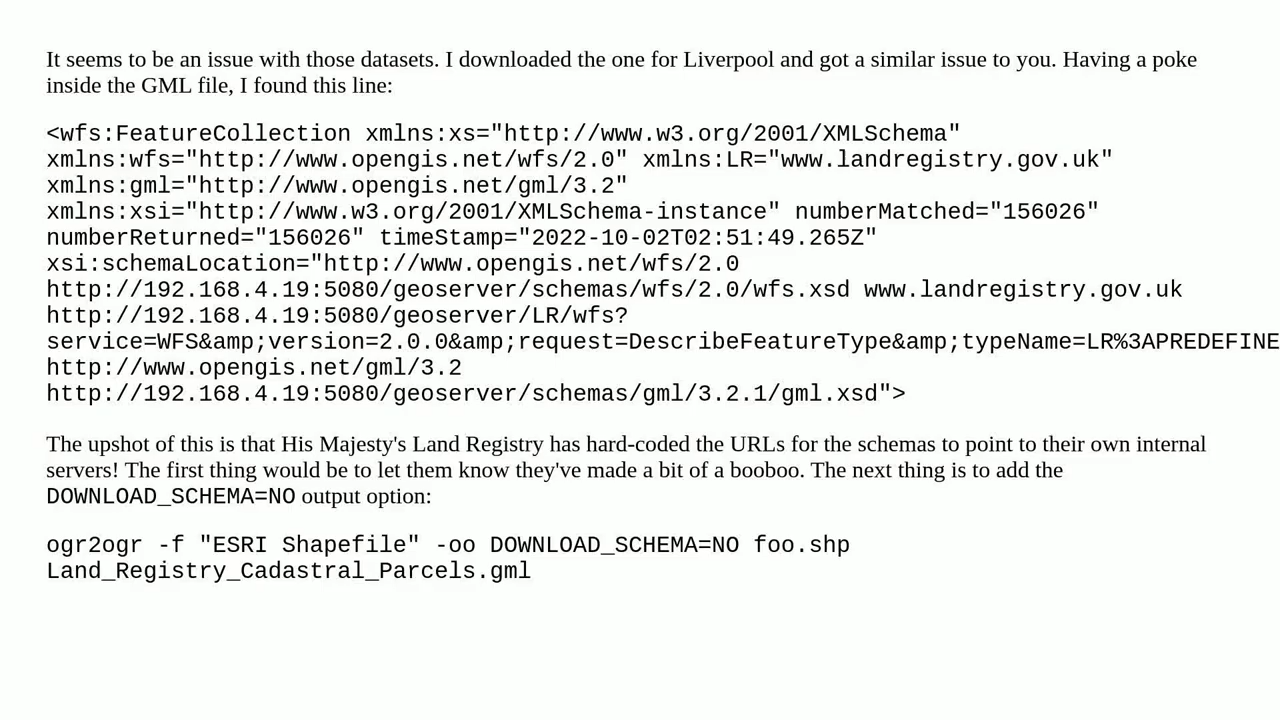 It seems to be an issue with those datasets. I downloaded the one for Liverpool and got a similar issue to you. Having a poke
inside the GML file, I found this line:
<wfs:FeatureCollection xmlns:xs="http://www.w3.org/2001/XMLSchema"
xmlns:wfs="http://www.opengis.net/wfs/2.0" xmlns:LR="www.landregistry.gov.uk"
xmlns:gml="http://www.opengis.net/gml/3.2"
xmlns:xsi="http://www.w3.org/2001/XMLSchema-instance" numberMatched="156026"
numberReturned="156026" timeStamp="2022-10-02T02:51:49.265Z"
xsi:schemaLocation="http://www.opengis.net/wfs/2.0
http://192.168.4.19:5080/geoserver/schemas/wfs/2.0/wfs.xsd www.landregistry.gov.uk
http://192.168.4.19:5080/geoserver/LR/wfs?
service=WFS&amp;version=2.0.0&amp;request=DescribeFeatureType&amp;typeName=LR%3APREDEFINE
http://www.opengis.net/gml/3.2
http://192.168.4.19:5080/geoserver/schemas/gml/3.2.1/gml.xsd">
The upshot of this is that His Majesty's Land Registry has hard-coded the URLs for the schemas to point to their own internal
servers! The first thing would be to let them know they've made a bit of a booboo. The next thing is to add the
DOWNLOAD_SCHEMA=NO output option:
ogr2ogr -f "ESRI Shapefile" -oo DOWNLOAD_SCHEMA=NO foo.shp
Land_Registry_Cadastral_Parcels.gml